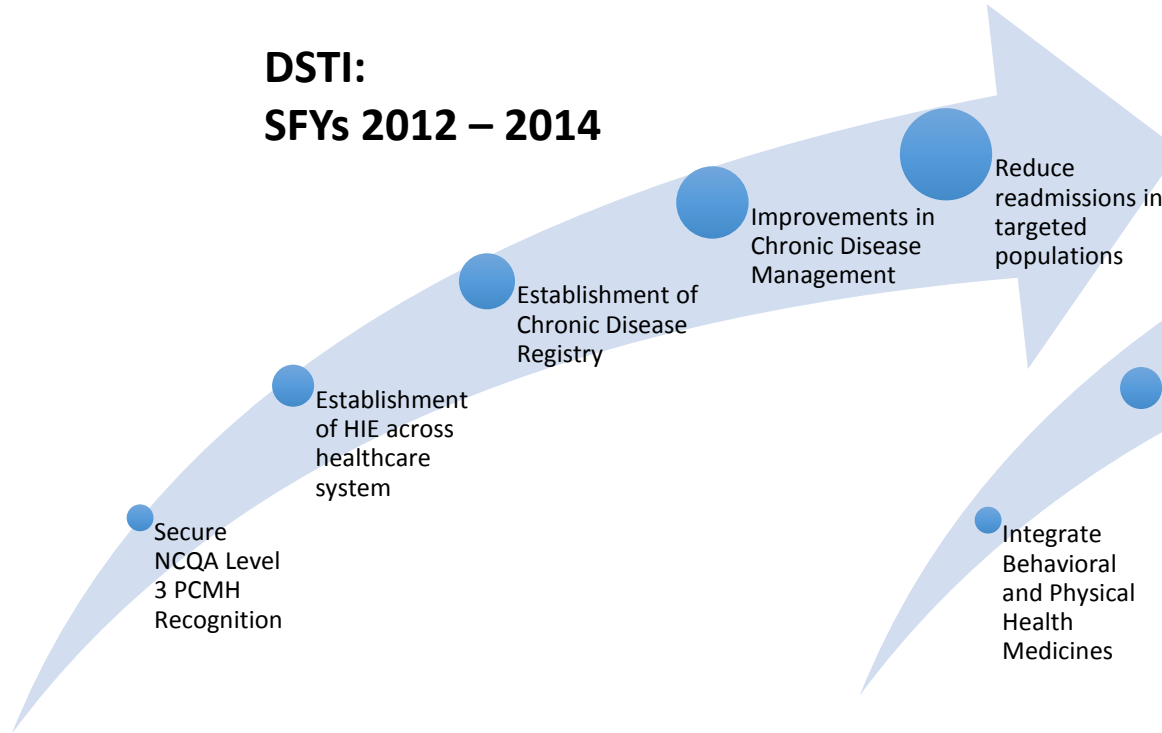 DSTI:
SFYs 2012 – 2014
Secure
NCQA Level
3 PCMH
Recognition
Establishment
of HIE across
healthcare
system
Establishment of
Chronic Disease
Registry
Improvements in
Chronic Disease
Management
Reduce
readmissions in
targeted
populations
Integrate
Behavioral
and Physical
Health
Medicines